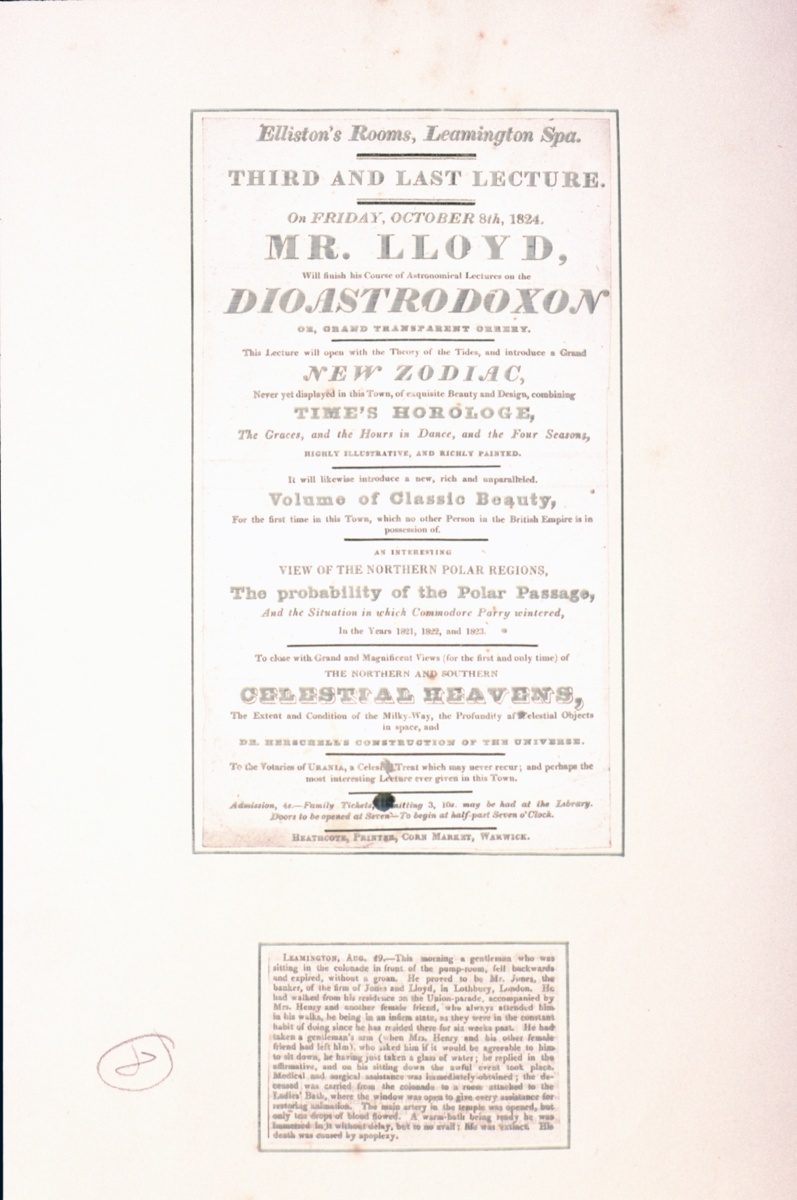 Elliston's Rooms, Leamington Spa.
THIRD AND LAST LECTURE.
On FRIDAY, OCTOBER 8th, 1824.
MR. LLOYD,
Will finish his Course of Astronomical Lectures on the
DIOASTRODOXON
OR, GRAND TRANSPARENT ORRERY.
This Lecture will open with the Theory of the Tides, and introduce a Grand
NEW ZODIAC,
Never yet displayed in this Town, of exquisite Beauty and Design, combining
TIME'S HOROLOGE,
The Graces, and the Hours in Dance, and the Four Seasons,
HIGHLY ILLUSTRATIVE, AND RICHLY PAINTED.
It will likewise introduce a new, rich and unparalleled.
Volume of Classic Beauty,
For the first time in this Town, which no other Person in the British Empire is in
possession of.
AN INTERESTING
VIEW OF THE NORTHERN POLAR REGIONS,
The probability of the Polar Passage,
And the Situation in which Commodore Parry wintered,
In the Years 1821, 1822, and 1823.
To close with Grand and Magnificent Views (for the first and only time) of
THE NORTHERN AND SOUTHERN
CELESTIAL HEAVENS,
The Extent and Condition of the Milky-Way, the Profundity of Celestial Objects
in space, and
DR. HERSCHELL'S CONSTRUCTION OF THE UNIVERSE.
To the Votaries of URANIA, a Celestial Treat which may never recur; and perhaps the
most interesting Lecture ever given in this Town.
Admission, 4s.—Family Tickets, admitting 3, 10s. may be had at the Library.
Doors to be opened at Seven—To begin at half-past Seven o'Clock.
HEATHCOTE, PRINTER, CORN MARKET, WARWICK.
LEAMINGTON, AUG. 29.—This morning a gentleman who was
sitting in the colonade in front of the pump-room, fell backwards
and expired, without a groan. He proved to be Mr. Jones, the
banker, of the firm of Jones and Lloyd, in Lothbury, London. He
had walked from his residence on the Union-parade, accompanied by
Mrs. Henry and another female friend, who always attended him
in his walks, he being in an infirm state, as they were in the constant
habit of doing since he has resided there for six weeks past. He had
taken a gentleman's arm (when Mrs. Henry and his other female
friend had left him), who asked him if it would be agreeable to him
to sit down, he having just taken a glass of water; he replied in the
affirmative, and on his sitting down the awful event took place.
Medical and surgical assistance was immediately obtained; the de-
ceased was carried from the colonade to a room attached to the
Ladies' Bath, where the window was open to give every assistance for
restoring animation. The main artery in the temple was opened, but
only ten drops of blood flowed. A warm-bath being ready he was
immersed in it without delay, but to no avail; life was extinct. His
death was caused by apoplexy.